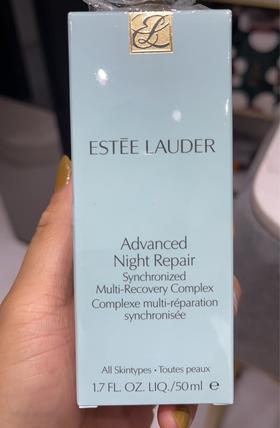 EL
ESTĒE LAUDER
Advanced
Night Repair
Synchronized
Multi-Recovery Complex
Complexe multi-réparation
synchronisée
All Skintypes • Toutes peaux
1.7 FL. OZ. LIQ./50 ml ℮